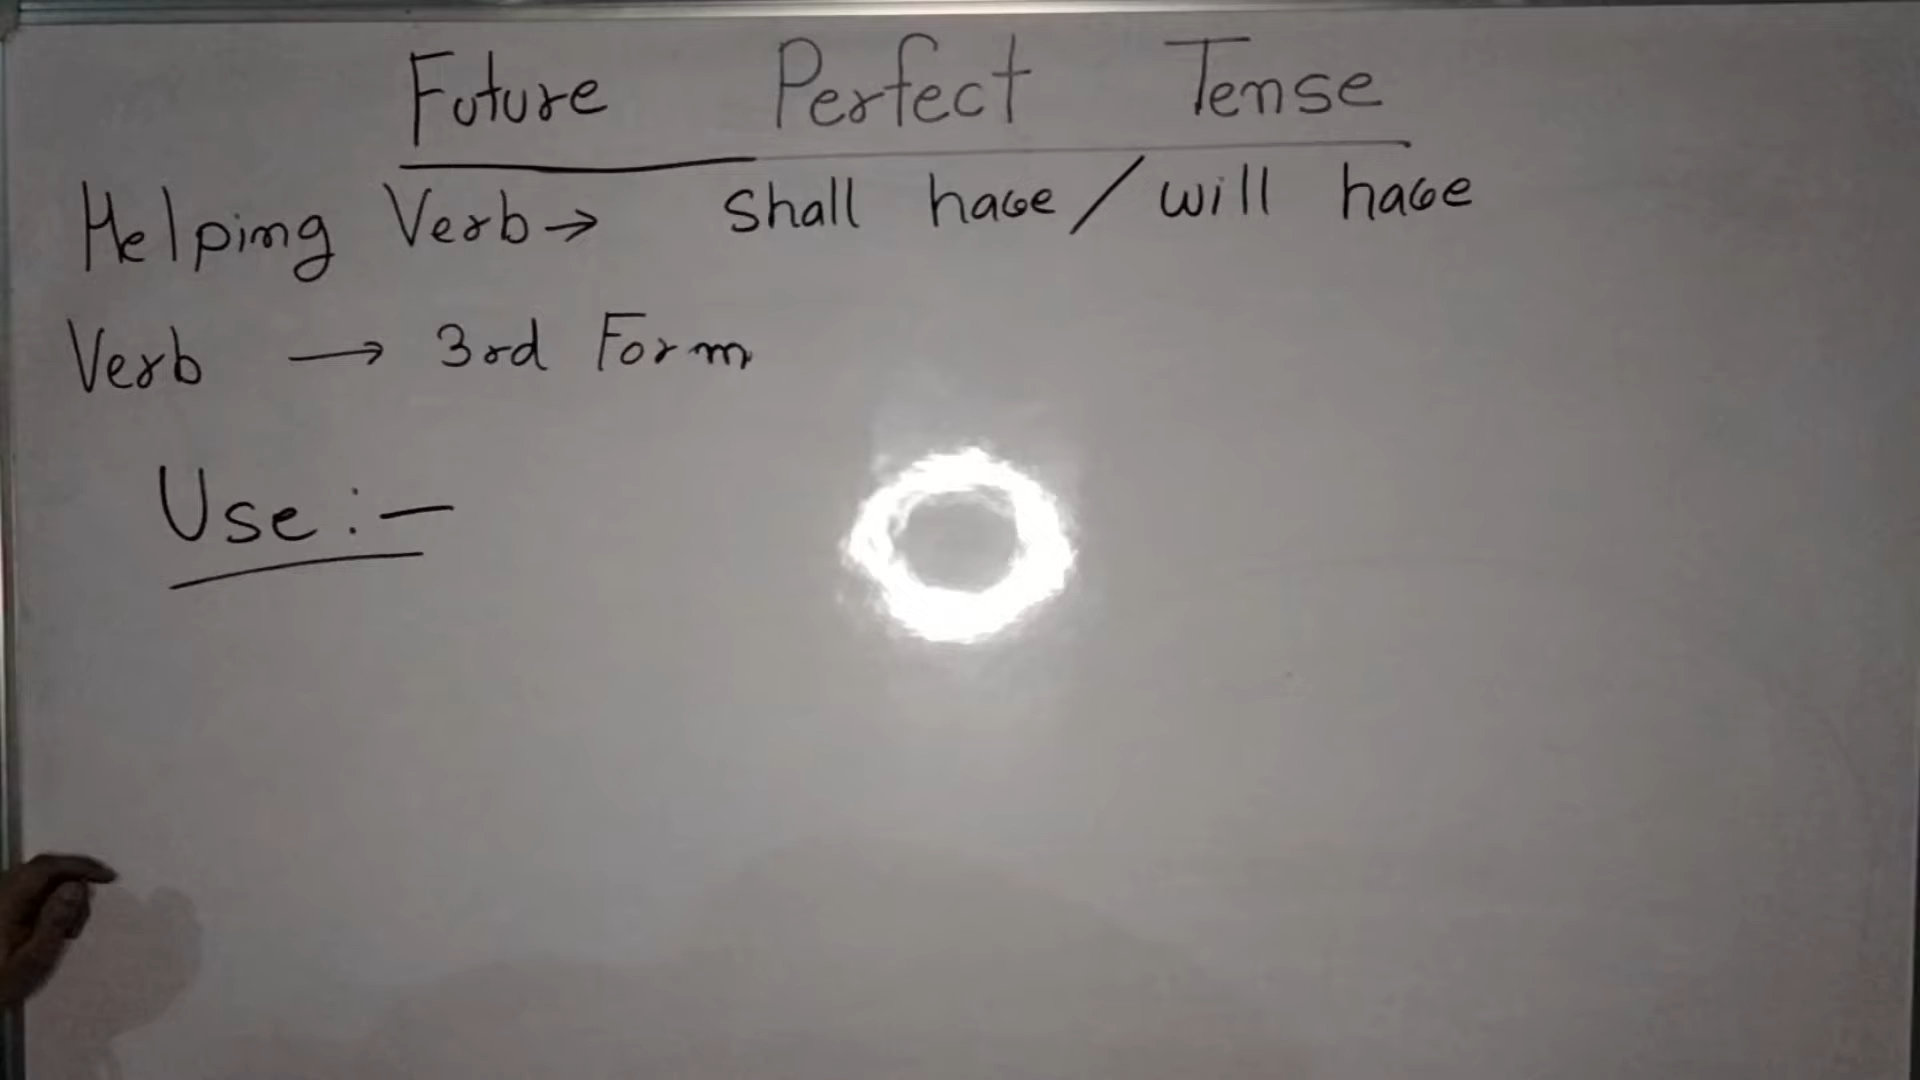 Future Perfect Tense
Helping Verb → Shall have / will have
Verb → 3rd Form
Use :-